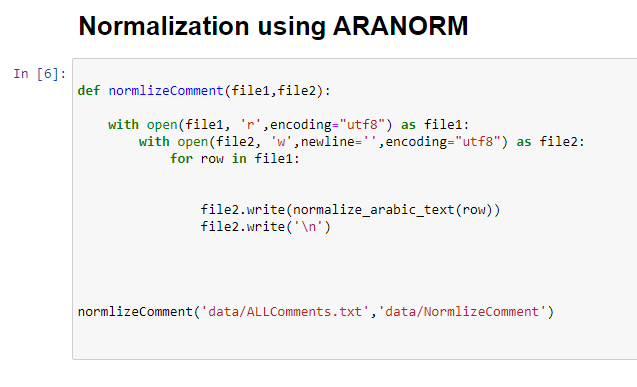 Normalization using ARANORM
In [6]:
def normlizeComment(file1,file2):
with open(file1, 'r',encoding="utf8") as file1:
with open(file2, 'w',newline='',encoding="utf8") as file2:
for row in file1:
file2.write(normalize_arabic_text(row))
file2.write('\n')
normlizeComment('data/ALLComments.txt','data/NormlizeComment')